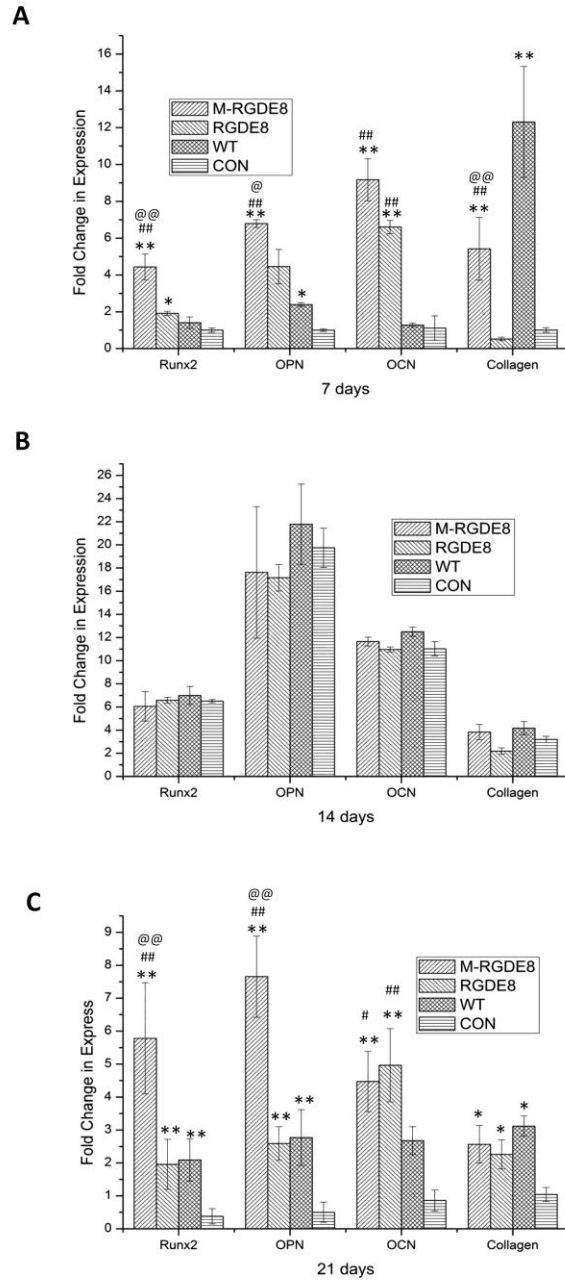 A
Fold Change in Expression
16
14
12
10
8
6
4
2
0
M-RGDE8
RGDE8
WT
CON
@@
##
**
*
@
##
**
*
##
**
##
**
@@
##
**
**
Runx2 OPN OCN Collagen
7 days
B
Fold Change in Expression
26
24
22
20
18
16
14
12
10
8
6
4
2
0
M-RGDE8
RGDE8
WT
CON
Runx2 OPN OCN Collagen
14 days
C
Fold Change in Express
9
8
7
6
5
4
3
2
1
0
M-RGDE8
RGDE8
WT
CON
@@
##
**
**
**
@@
##
**
**
**
#
**
##
**
*
*
*
Runx2 OPN OCN Collagen
21 days